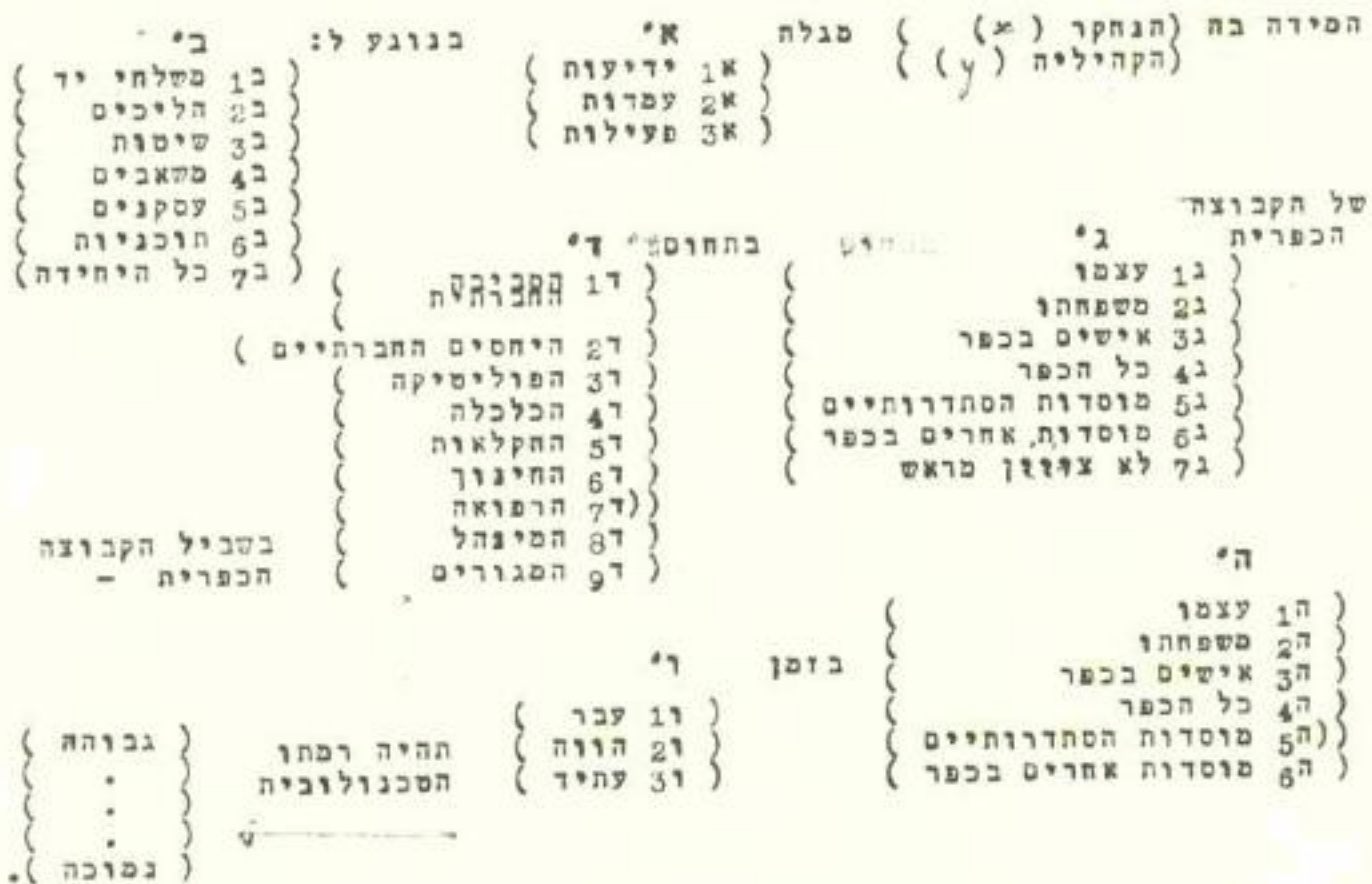 המידה בה (הנחקר (x) ) מגלה א' בנוגע ל: ב'
(הקהיליה (y) )
( א1 ידיעות )
( א2 עמדות )
( א3 פעילות )
( ב1 משלחי יד )
( ב2 הליכים )
( ב3 שיטות )
( ב4 משאבים )
( ב5 עסקנים )
( ב6 תוכניות )
( ב7 כל היחידה)
של הקבוצה
הכפרית ג'
( ג1 עצמו )
( ג2 משפחתו )
( ג3 אישים בכפר )
( ג4 כל הכפר )
( ג5 מוסדות הסתדרותיים )
( ג6 מוסדות אחרים בכפר )
( ג7 לא צויין מראש )
בתחום ד'
( ד1 הסביבה )
( החברתית )
( ד2 היחסים החברתיים )
( ד3 הפוליטיקה )
( ד4 הכלכלה )
( ד5 החקלאות )
( ד6 החינוך )
((ד7 הרפואה )
( ד8 המינהל )
( ד9 המגורים )
בשביל הקבוצה
הכפרית -
ה'
( ה1 עצמו )
( ה2 משפחתו )
( ה3 אישים בכפר )
( ה4 כל הכפר )
((ה5 מוסדות הסתדרותיים )
( ה6 מוסדות אחרים בכפר )
בזמן ו'
( ו1 עבר )
( ו2 הווה )
( ו3 עתיד )
תהיה רמתו
הטכנולוגית
( גבוהה )
( . )
( . )
( . )
( נמוכה ).